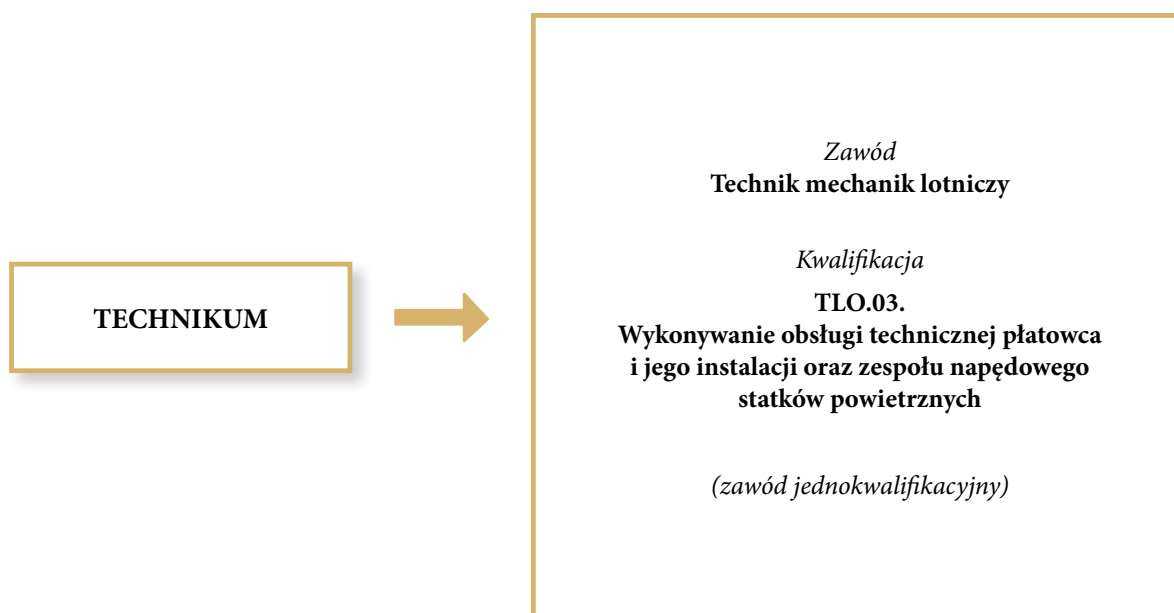 TECHNIKUM
Zawód
Technik mechanik lotniczy
Kwalifikacja
TLO.03.
Wykonywanie obsługi technicznej płatowca
i jego instalacji oraz zespołu napędowego
statków powietrznych
(zawód jednokwalifikacyjny)